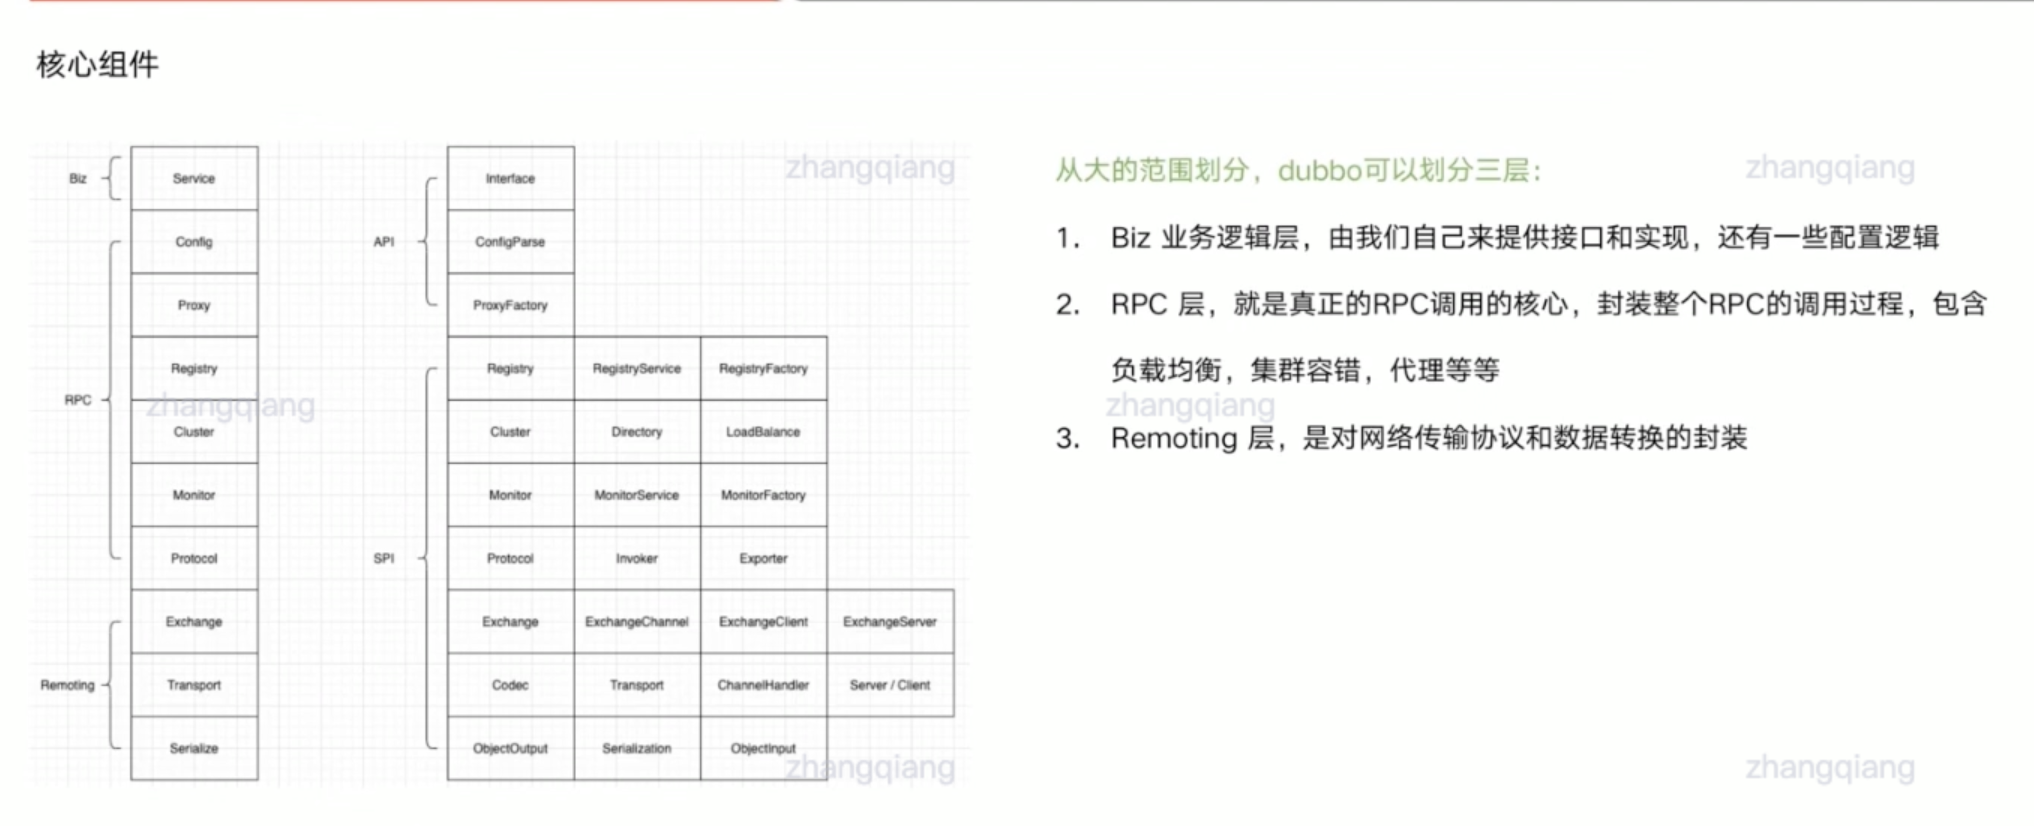 核心组件
Biz
Service
Config
Proxy
Registry
RPC
Cluster
Monitor
Protocol
Exchange
Remoting
Transport
Serialize
API
Interface
ConfigParse
ProxyFactory
SPI
Registry RegistryService RegistryFactory
Cluster Directory LoadBalance
Monitor MonitorService MonitorFactory
Protocol Invoker Exporter
Exchange ExchangeChannel ExchangeClient ExchangeServer
Codec Transport ChannelHandler Server / Client
ObjectOutput Serialization ObjectInput
从大的范围划分，dubbo可以划分三层：
1. Biz 业务逻辑层，由我们自己来提供接口和实现，还有一些配置逻辑
2. RPC 层，就是真正的RPC调用的核心，封装整个RPC的调用过程，包含
负载均衡，集群容错，代理等等
3. Remoting 层，是对网络传输协议和数据转换的封装
zhangqiang
zhangqiang
zhangqiang
zhangqiang
zhangqiang
zhangqiang